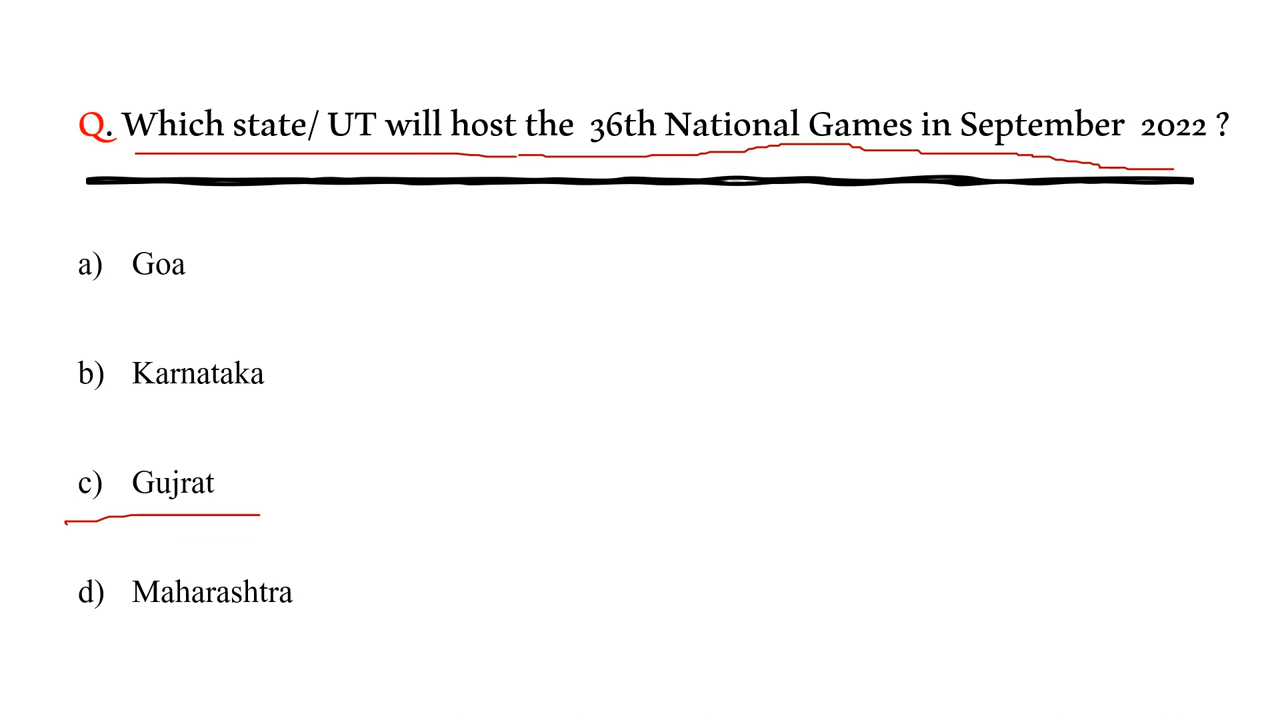 Q. Which state/ UT will host the 36th National Games in September 2022 ?
a) Goa
b) Karnataka
c) Gujrat
d) Maharashtra